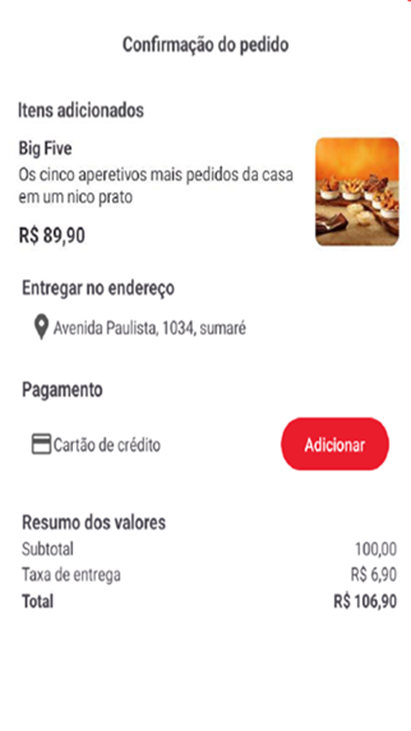 Confirmação do pedido
Itens adicionados
Big Five
Os cinco aperetivos mais pedidos da casa
em um nico prato
R$ 89,90
Entregar no endereço
Avenida Paulista, 1034, sumaré
Pagamento
Cartão de crédito
Adicionar
Resumo dos valores
Subtotal 100,00
Taxa de entrega R$ 6,90
Total R$ 106,90